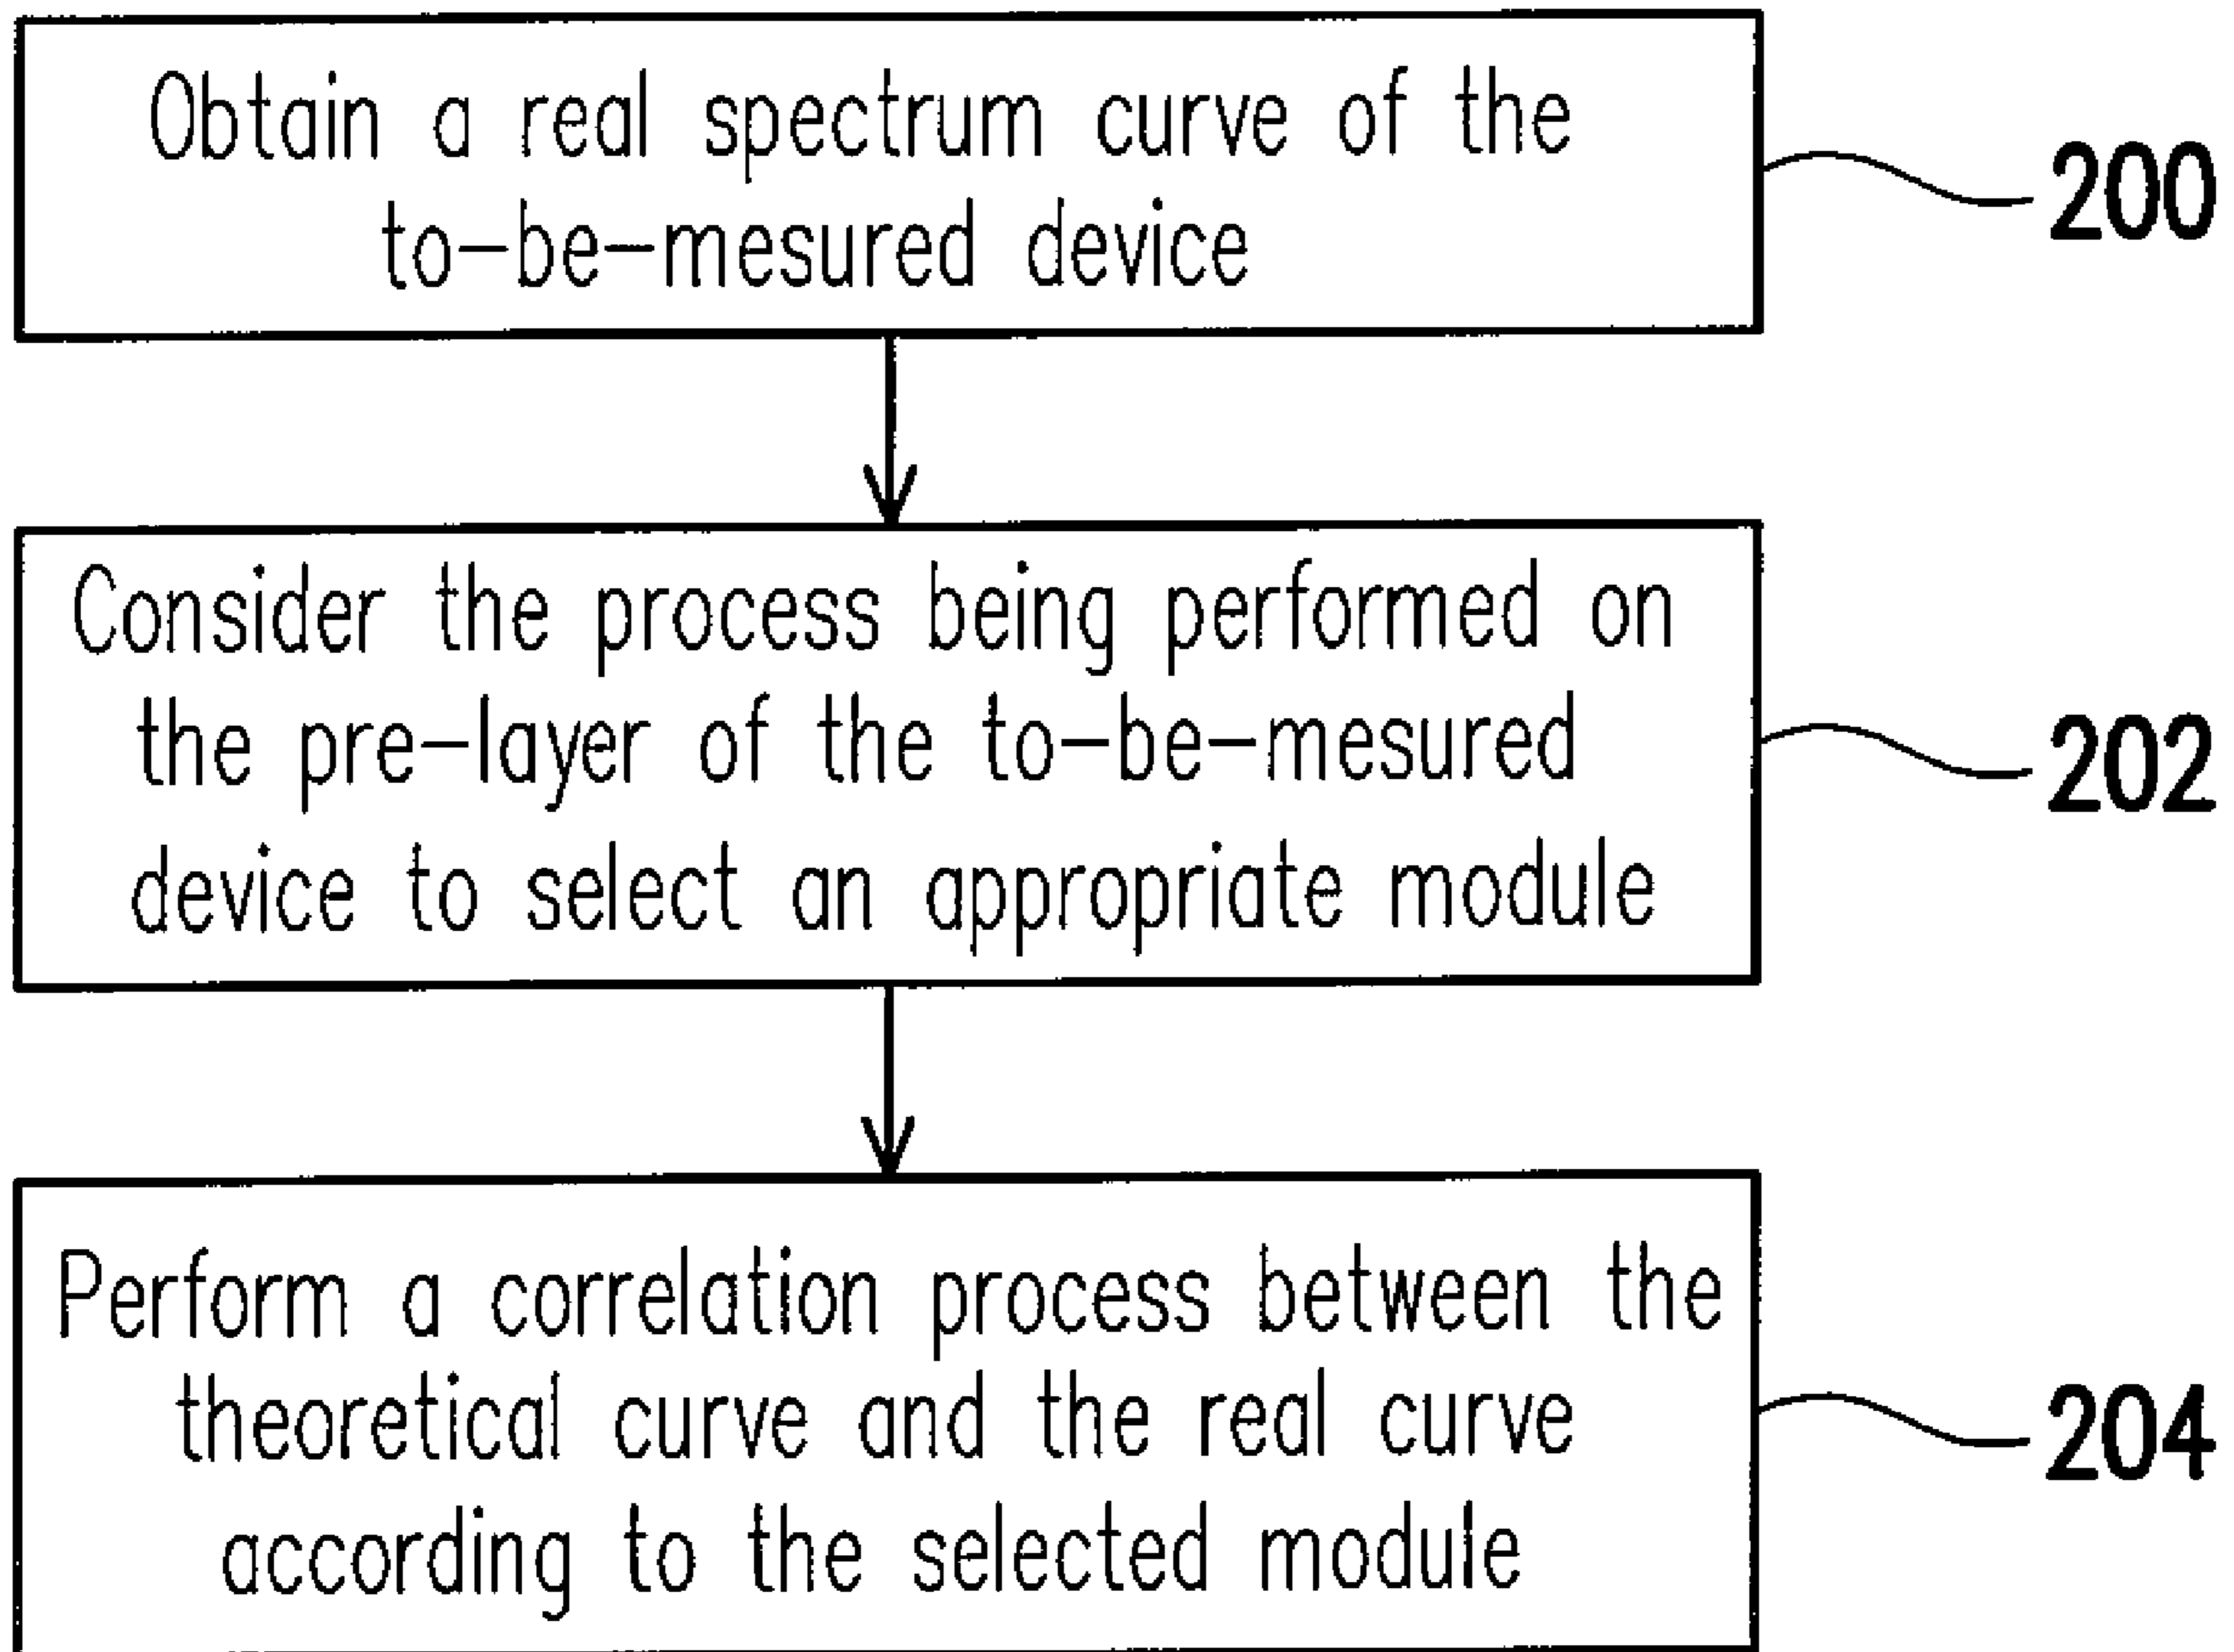 Obtain a real spectrum curve of the
to-be-mesured device
200
Consider the process being performed on
the pre-layer of the to-be-mesured
device to select an appropriate module
202
Perform a correlation process between the
theoretical curve and the real curve
according to the selected module
204